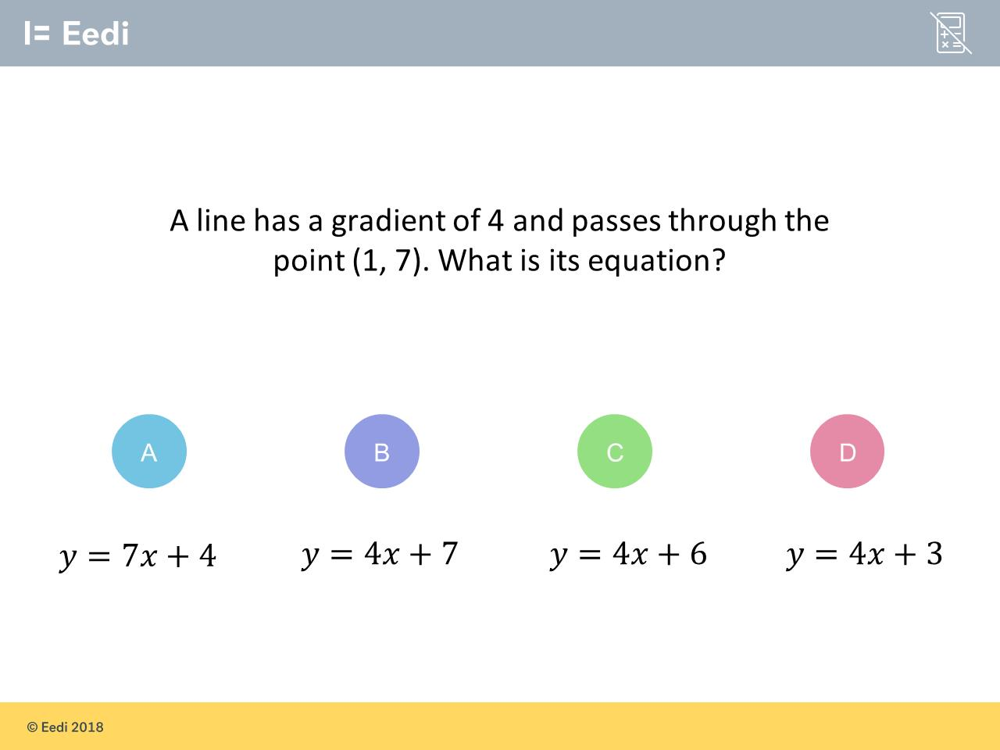 Eedi
A line has a gradient of 4 and passes through the
point (1, 7). What is its equation?
A
B
C
D
y = 7x + 4
y = 4x + 7
y = 4x + 6
y = 4x + 3
© Eedi 2018